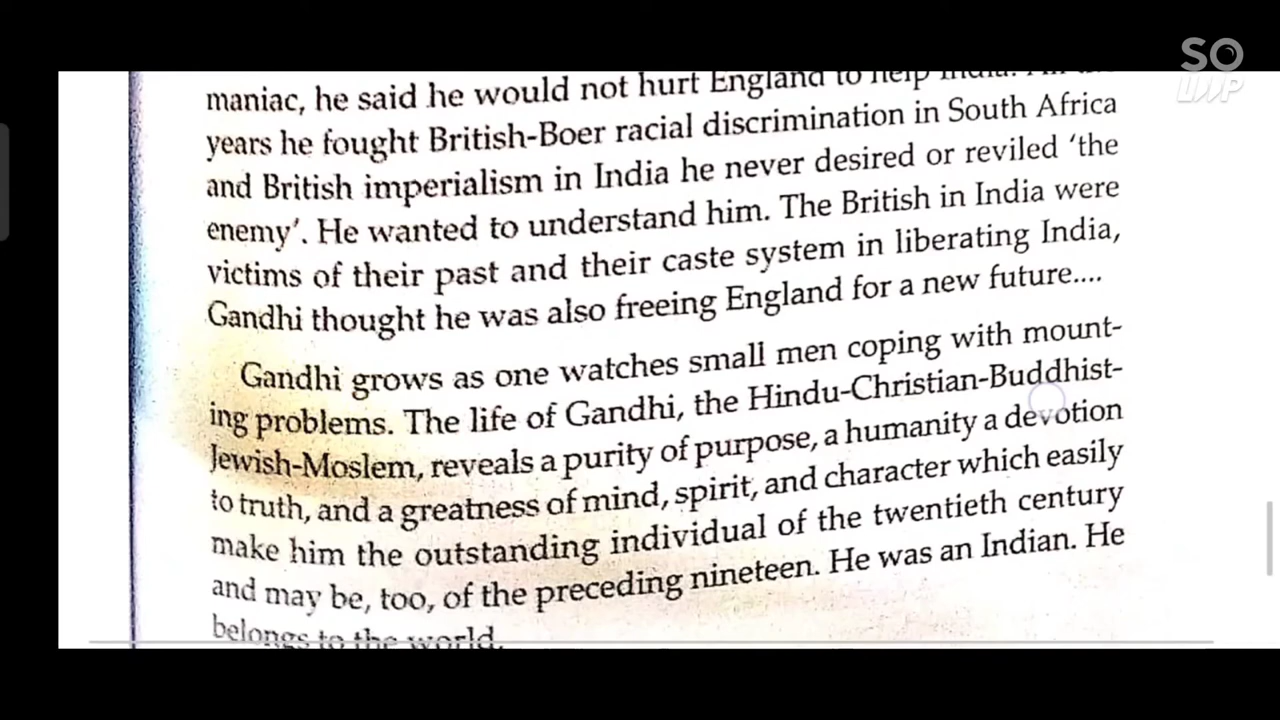 SO
maniac, he said he would not hurt England to help India. All the
years he fought British-Boer racial discrimination in South Africa
and British imperialism in India he never desired or reviled ‘the
enemy’. He wanted to understand him. The British in India were
victims of their past and their caste system in liberating India,
Gandhi thought he was also freeing England for a new future....
Gandhi grows as one watches small men coping with mount-
ing problems. The life of Gandhi, the Hindu-Christian-Buddhist-
Jewish-Moslem, reveals a purity of purpose, a humanity a devotion
to truth, and a greatness of mind, spirit, and character which easily
make him the outstanding individual of the twentieth century
and may be, too, of the preceding nineteen. He was an Indian. He
belongs to the world.